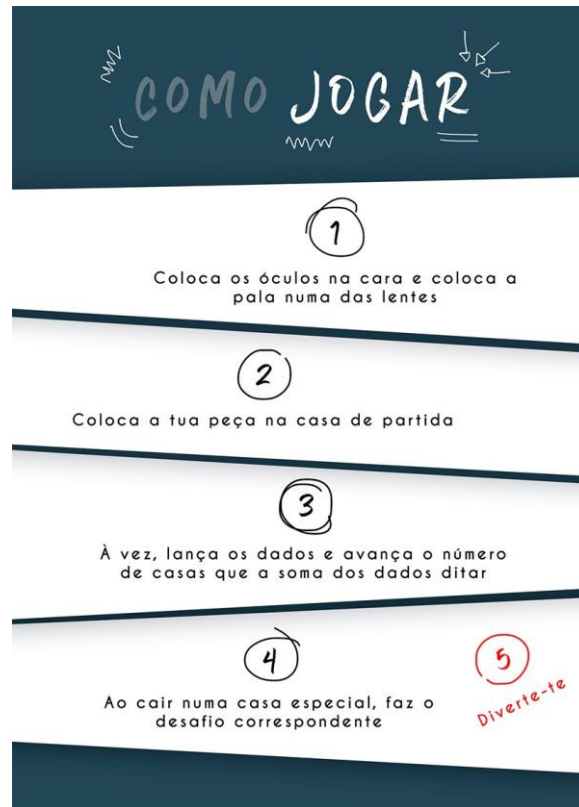 COMO JOGAR
1
Coloca os óculos na cara e coloca a
pala numa das lentes
2
Coloca a tua peça na casa de partida
3
À vez, lança os dados e avança o número
de casas que a soma dos dados ditar
4
Ao cair numa casa especial, faz o
desafio correspondente
5
Diverte-te